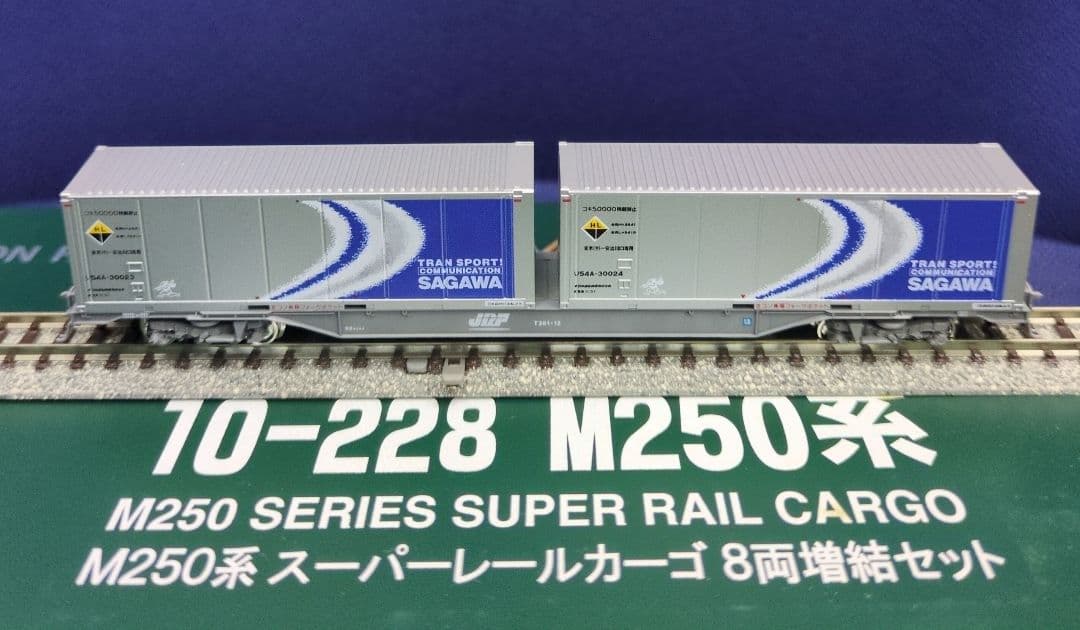 コキ50000積載禁止
HL
U54A-30023
TRAN SPORT!
COMMUNICATION
SAGAWA
コキ50000積載禁止
HL
U54A-30024
TRAN SPORT!
COMMUNICATION
SAGAWA
JRF
T261-12
13
10-228 M250系
M250 SERIES SUPER RAIL CARGO
M250系 スーパーレールカーゴ 8両増結セット